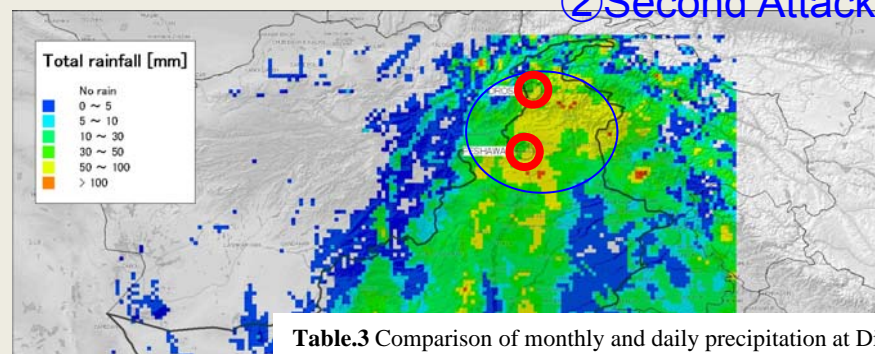 ②Second Attack
Total rainfall [mm]
No rain
0 ~ 5
5 ~ 10
10 ~ 30
30 ~ 50
50 ~ 100
> 100
Table.3 Comparison of monthly and daily precipitation at Di